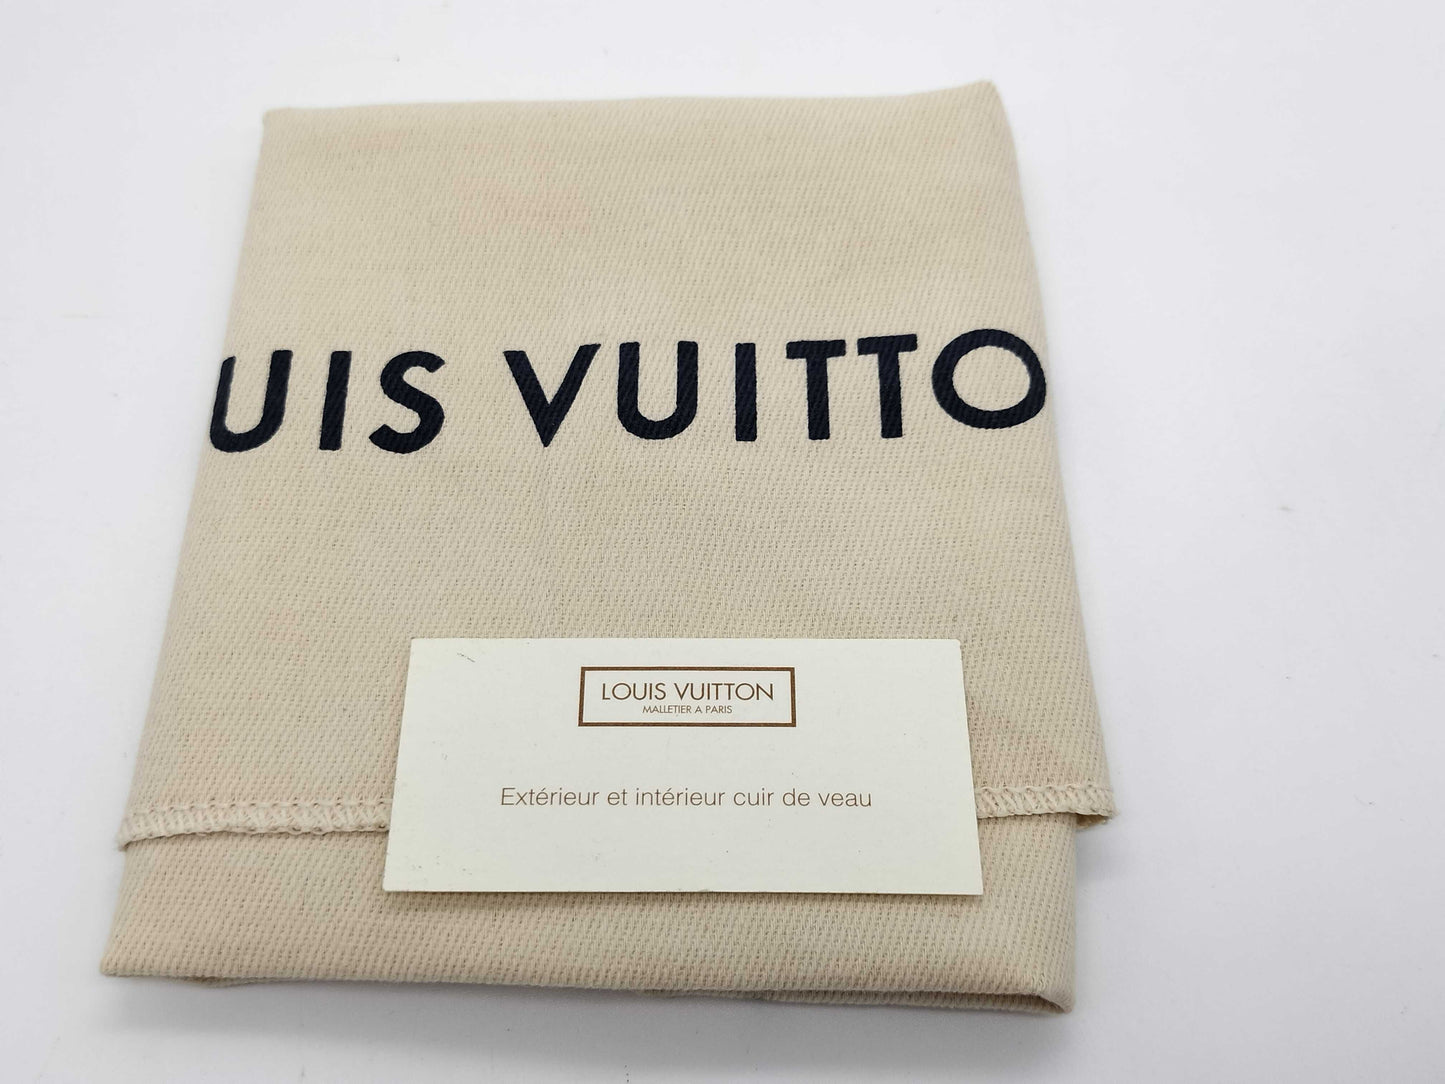 UIS VUITTO
LOUIS VUITTON
MALLETIER A PARIS
Extérieur et intérieur cuir de veau